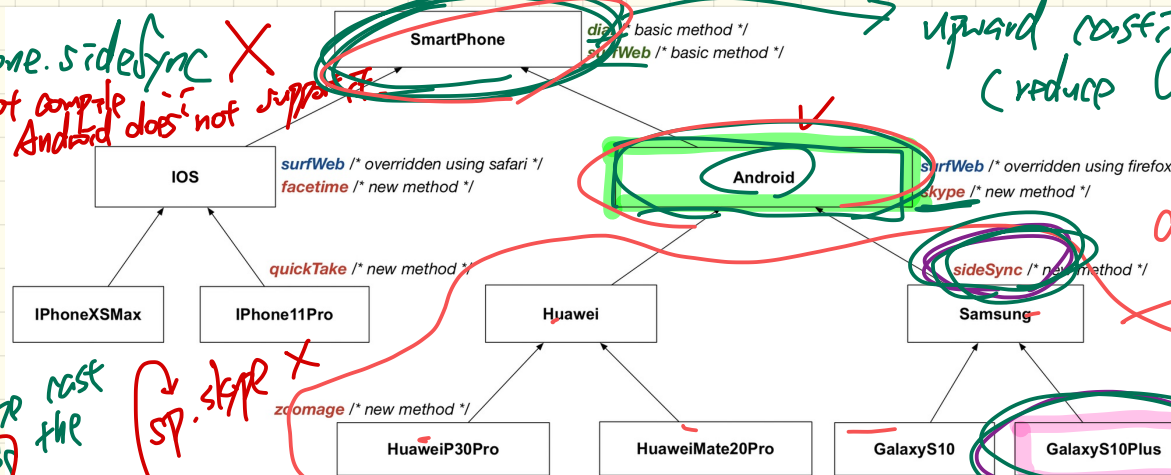 SmartPhone
dial /* basic method */
surfWeb /* basic method */
upward casti
(reduce
ne.sideSync X
ot compile ∵
Android does not support
IOS
surfWeb /* overridden using safari */
facetime /* new method */
Android
surfWeb /* overridden using firefox
skype /* new method */
quickTake /* new method */
sideSync /* new method */
IPhoneXSMax
IPhone11Pro
Huawei
Samsung
cast
the
sp.skype X
zoomage /* new method */
HuaweiP30Pro
HuaweiMate20Pro
GalaxyS10
GalaxyS10Plus